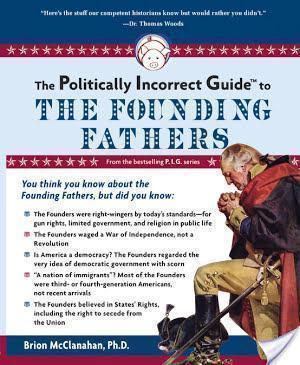 "Here's the stuff our competent historians know but would rather you didn't."
—Dr. Thomas Woods
The Politically Incorrect Guide™ to
THE FOUNDING
FATHERS
From the bestselling P.I.G. series
You think you know about the
Founding Fathers, but did you know:
The Founders were right-wingers by today's standards—for
gun rights, limited government, and religion in public life
The Founders waged a War of Independence, not a
Revolution
Is America a democracy? The Founders regarded the
very idea of democratic government with scorn
"A nation of immigrants"? Most of the Founders
were third- or fourth-generation Americans,
not recent arrivals
The Founders believed in States' Rights,
including the right to secede from
the Union
Brion McClanahan, Ph.D.